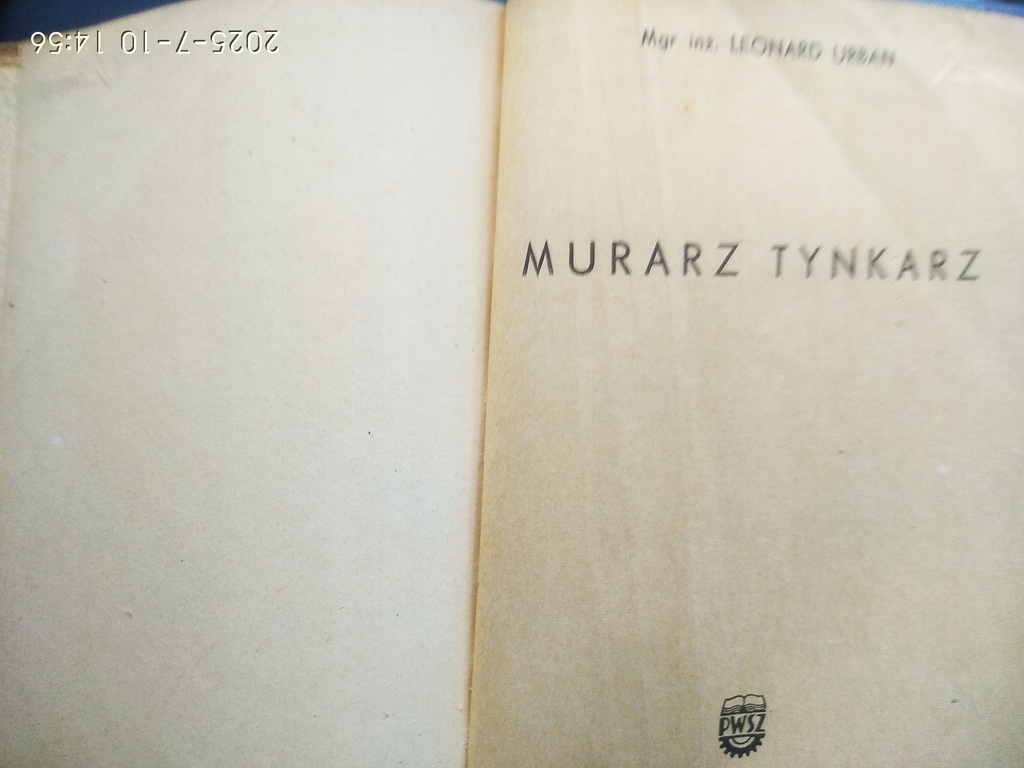 2025-7-10 14:56
Mgr inż. LEONARD URBAN
MURARZ TYNKARZ
PWSZ